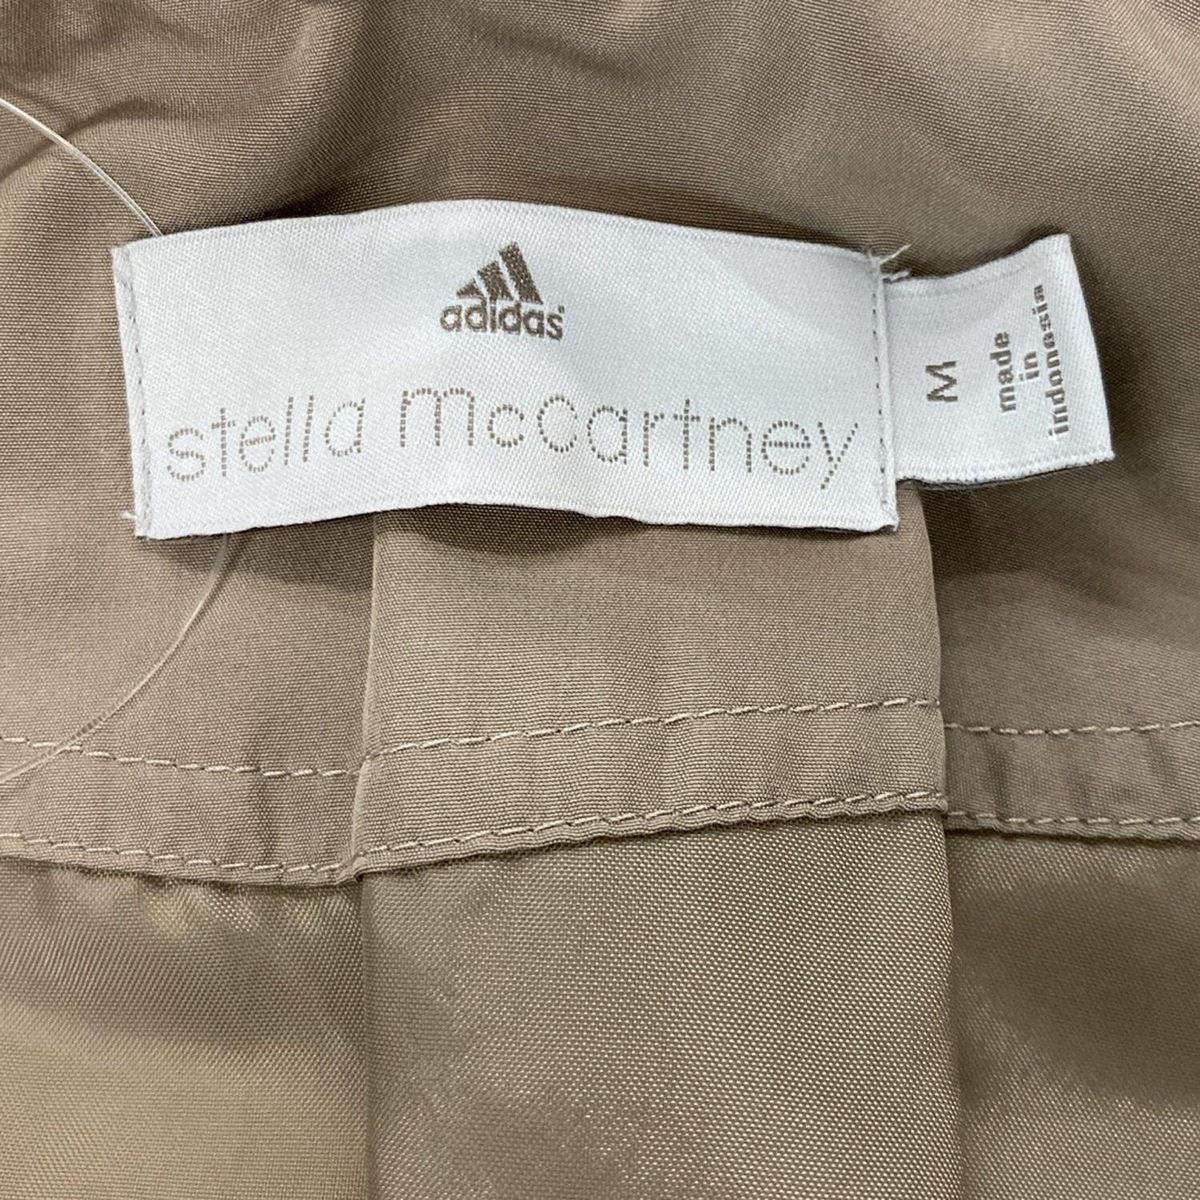 adidas
stella mcCartney
M
made
in
indonesia